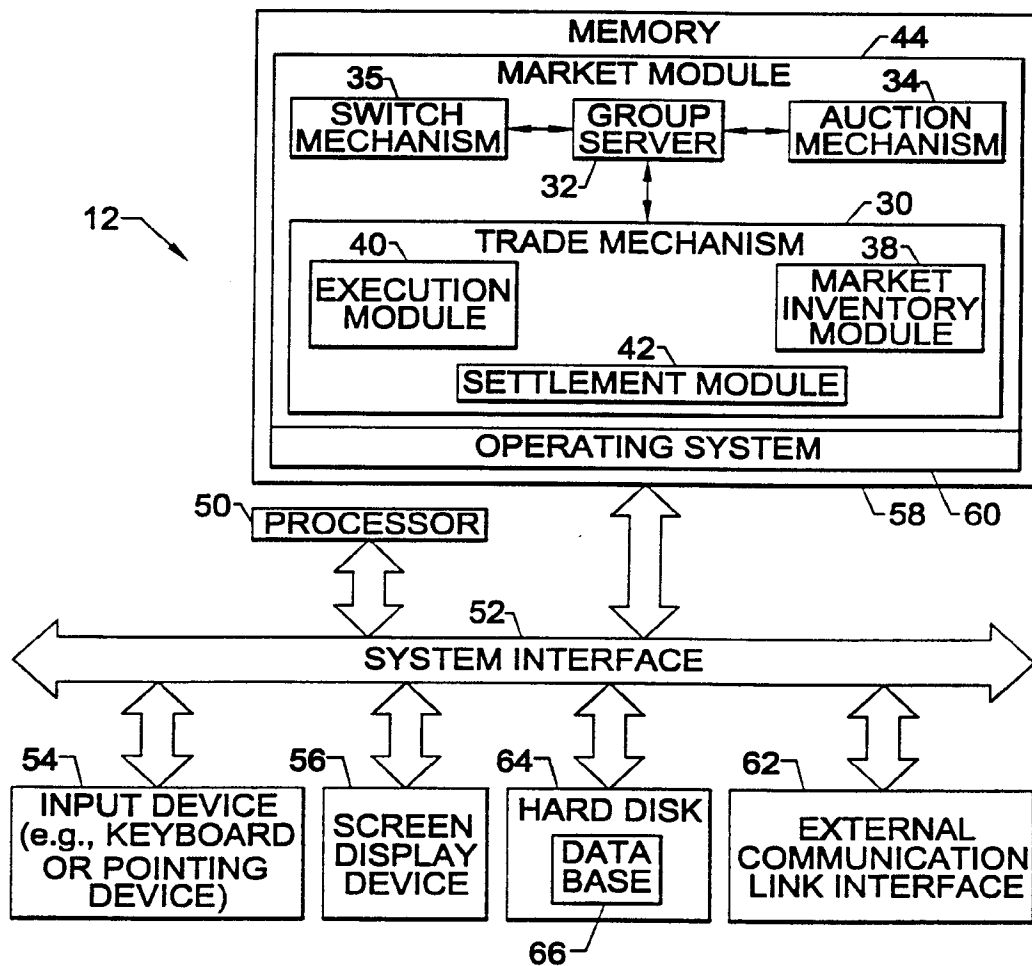 MEMORY
44
MARKET MODULE
35
SWITCH
MECHANISM
GROUP
SERVER
32
34
AUCTION
MECHANISM
12
30
TRADE MECHANISM
40
EXECUTION
MODULE
38
MARKET
INVENTORY
MODULE
42
SETTLEMENT MODULE
OPERATING SYSTEM
50
PROCESSOR
58
60
52
SYSTEM INTERFACE
54
INPUT DEVICE
(e.g., KEYBOARD
OR POINTING
DEVICE)
56
SCREEN
DISPLAY
DEVICE
64
HARD DISK
DATA
BASE
66
62
EXTERNAL
COMMUNICATION
LINK INTERFACE